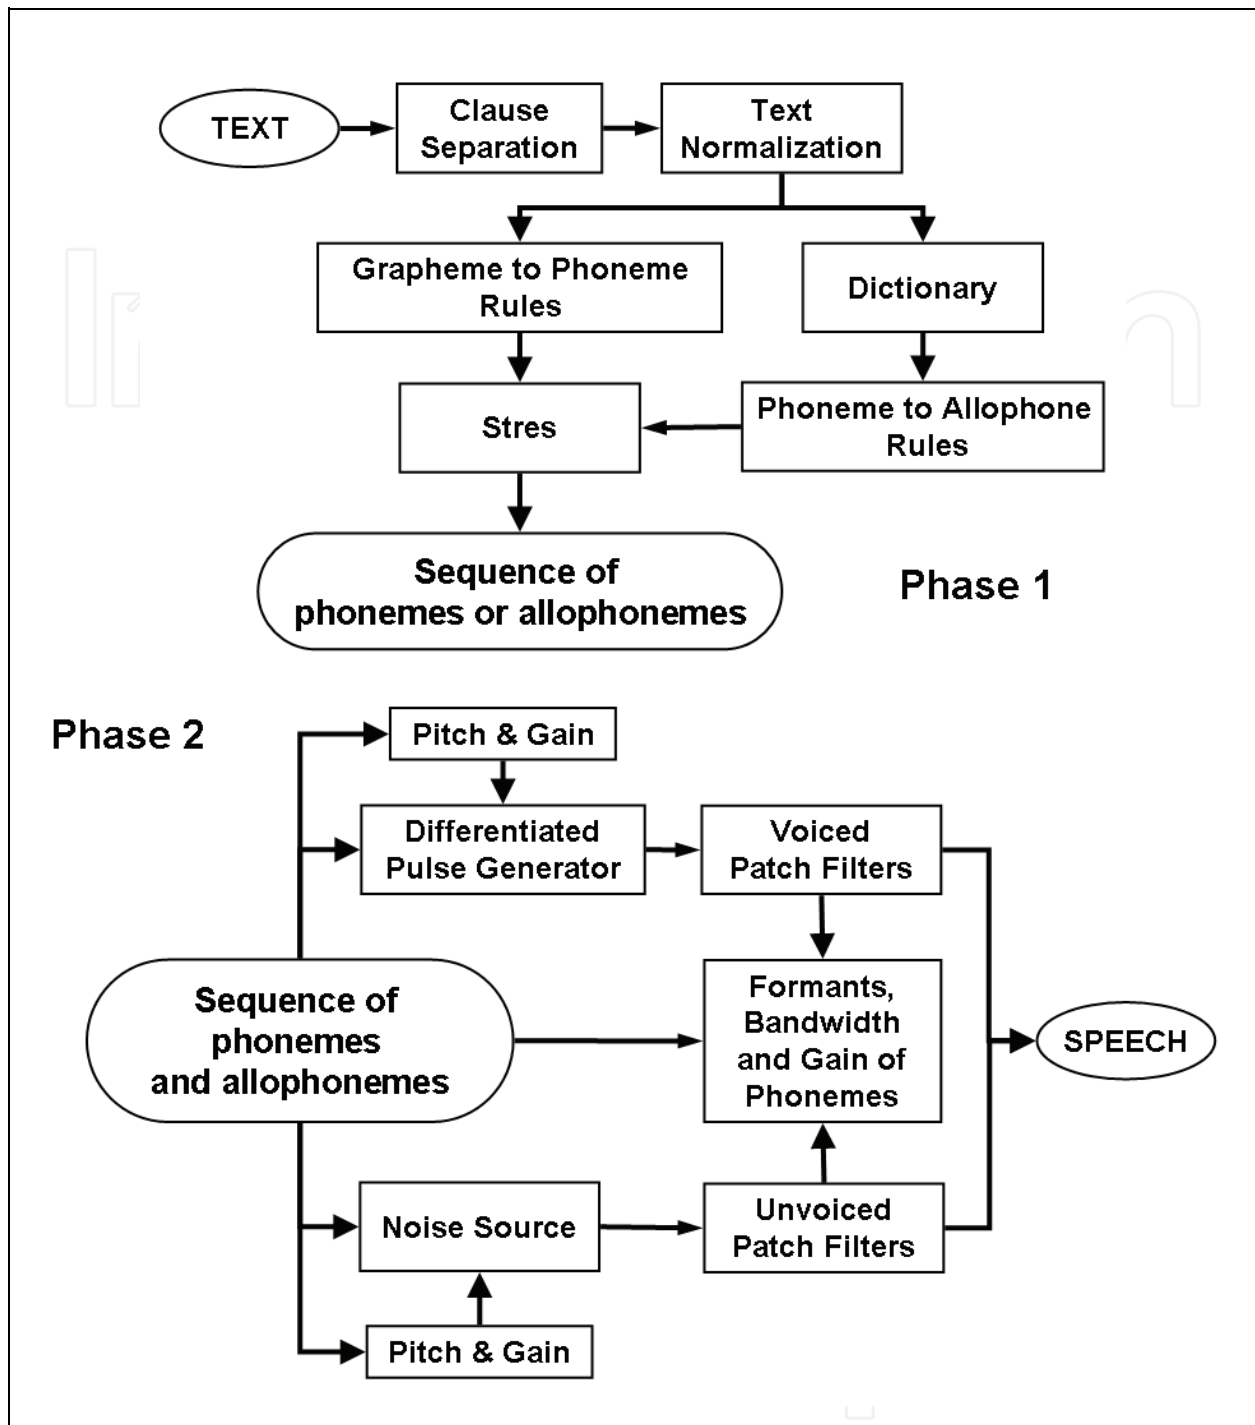 TEXT
Clause
Separation
Text
Normalization
Grapheme to Phoneme
Rules
Dictionary
Stres
Phoneme to Allophone
Rules
Sequence of
phonemes or allophonemes
Phase 1
Phase 2
Pitch & Gain
Differentiated
Pulse Generator
Voiced
Patch Filters
Sequence of
phonemes
and allophonemes
Formants,
Bandwidth
and Gain of
Phonemes
SPEECH
Noise Source
Unvoiced
Patch Filters
Pitch & Gain